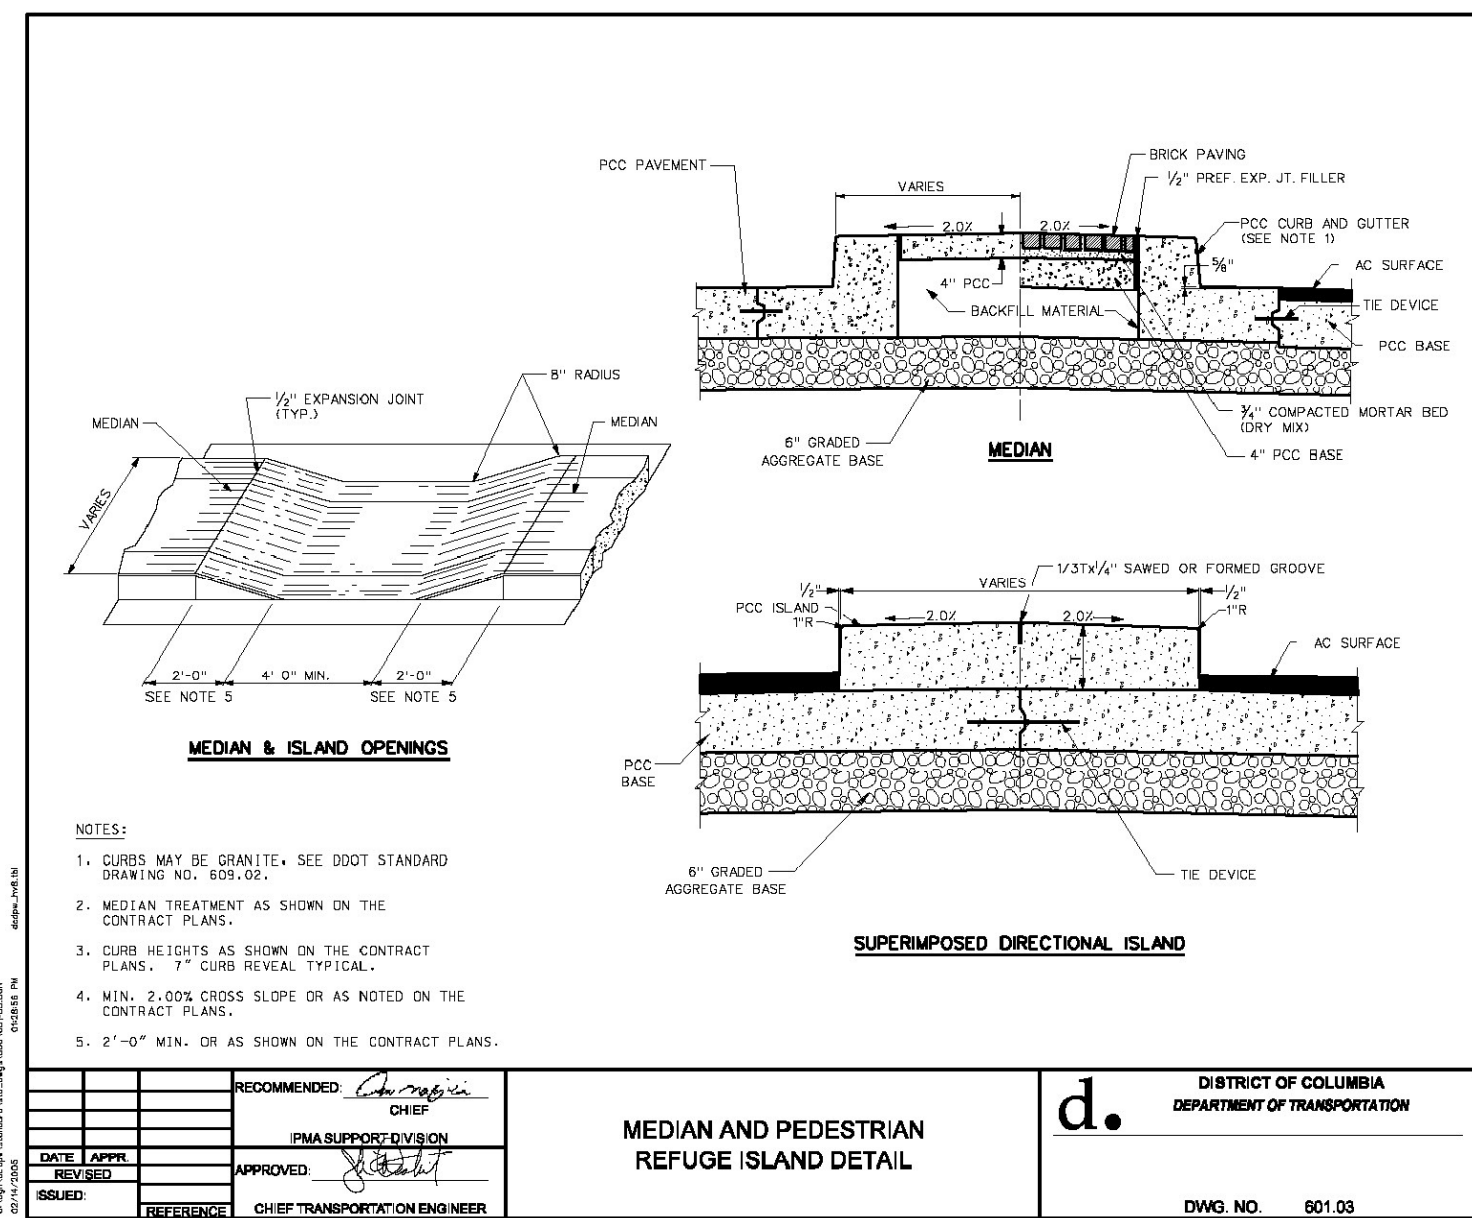 PCC PAVEMENT
VARIES
BRICK PAVING
1/2" PREF. EXP. JT. FILLER
2.0%
2.0%
PCC CURB AND GUTTER
(SEE NOTE 1)
5/8"
AC SURFACE
4" PCC
BACKFILL MATERIAL
TIE DEVICE
PCC BASE
3/4" COMPACTED MORTAR BED
(DRY MIX)
6" GRADED
AGGREGATE BASE
4" PCC BASE
MEDIAN
8" RADIUS
1/2" EXPANSION JOINT
(TYP.)
MEDIAN
MEDIAN
VARIES
2'-0"
4' 0" MIN.
2'-0"
SEE NOTE 5
SEE NOTE 5
MEDIAN & ISLAND OPENINGS
1/3Tx1/4" SAWED OR FORMED GROOVE
1/2"
VARIES
1/2"
PCC ISLAND
1"R
2.0%
2.0%
1"R
AC SURFACE
T
PCC
BASE
6" GRADED
AGGREGATE BASE
TIE DEVICE
SUPERIMPOSED DIRECTIONAL ISLAND
NOTES:
1. CURBS MAY BE GRANITE. SEE DDOT STANDARD
DRAWING NO. 609.02.
2. MEDIAN TREATMENT AS SHOWN ON THE
CONTRACT PLANS.
3. CURB HEIGHTS AS SHOWN ON THE CONTRACT
PLANS. 7" CURB REVEAL TYPICAL.
4. MIN. 2.00% CROSS SLOPE OR AS NOTED ON THE
CONTRACT PLANS.
5. 2'-0" MIN. OR AS SHOWN ON THE CONTRACT PLANS.
02/14/2005 01:28:56 PM
DATE APPR.
REVISED
ISSUED:
REFERENCE
RECOMMENDED:
CHIEF
IPMA SUPPORT DIVISION
APPROVED:
CHIEF TRANSPORTATION ENGINEER
MEDIAN AND PEDESTRIAN
REFUGE ISLAND DETAIL
d.
DISTRICT OF COLUMBIA
DEPARTMENT OF TRANSPORTATION
DWG. NO. 601.03